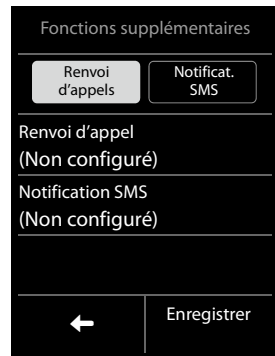 Fonctions supplémentaires
Renvoi
d'appels
Notificat.
SMS
Renvoi d'appel
(Non configuré)
Notification SMS
(Non configuré)
Enregistrer